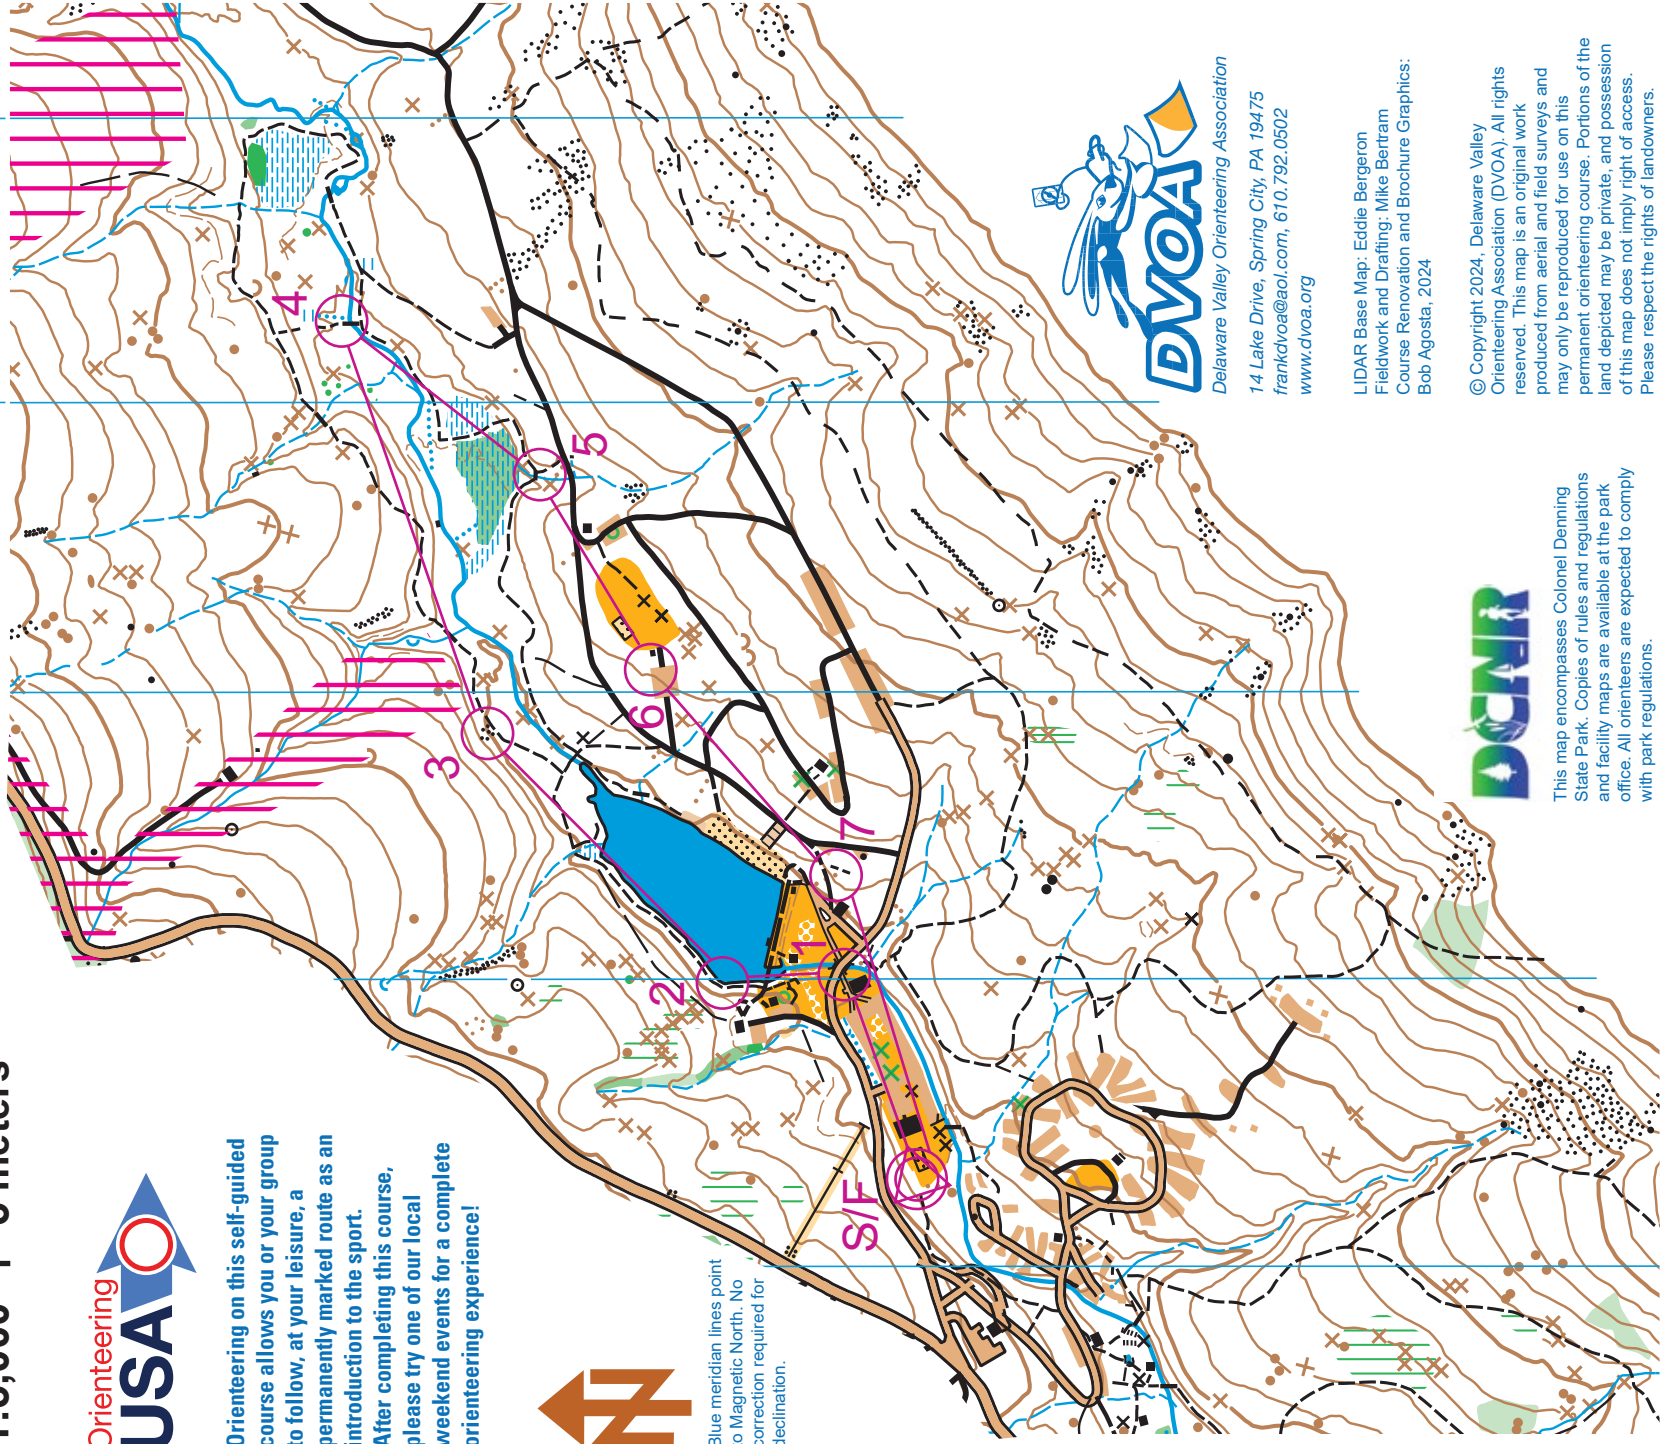 Orienteering
USA
Orienteering on this self-guided
course allows you or your group
to follow, at your leisure, a
permanently marked route as an
introduction to the sport.
After completing this course,
please try one of our local
weekend events for a complete
orienteering experience!
N
Blue meridian lines point
to Magnetic North. No
correction required for
declination.
S/F
1
2
3
4
5
6
7
DVOA
Delaware Valley Orienteering Association
14 Lake Drive, Spring City, PA 19475
frankdvoa@aol.com, 610.792.0502
www.dvoa.org
LIDAR Base Map: Eddie Bergeron
Fieldwork and Drafting: Mike Bertram
Course Renovation and Brochure Graphics:
Bob Agosta, 2024
© Copyright 2024, Delaware Valley
Orienteering Association (DVOA). All rights
reserved. This map is an original work
produced from aerial and field surveys and
may only be reproduced for use on this
permanent orienteering course. Portions of the
land depicted may be private, and possession
of this map does not imply right of access.
Please respect the rights of landowners.
DCNR
This map encompasses Colonel Denning
State Park. Copies of rules and regulations
and facility maps are available at the park
office. All orienteers are expected to comply
with park regulations.